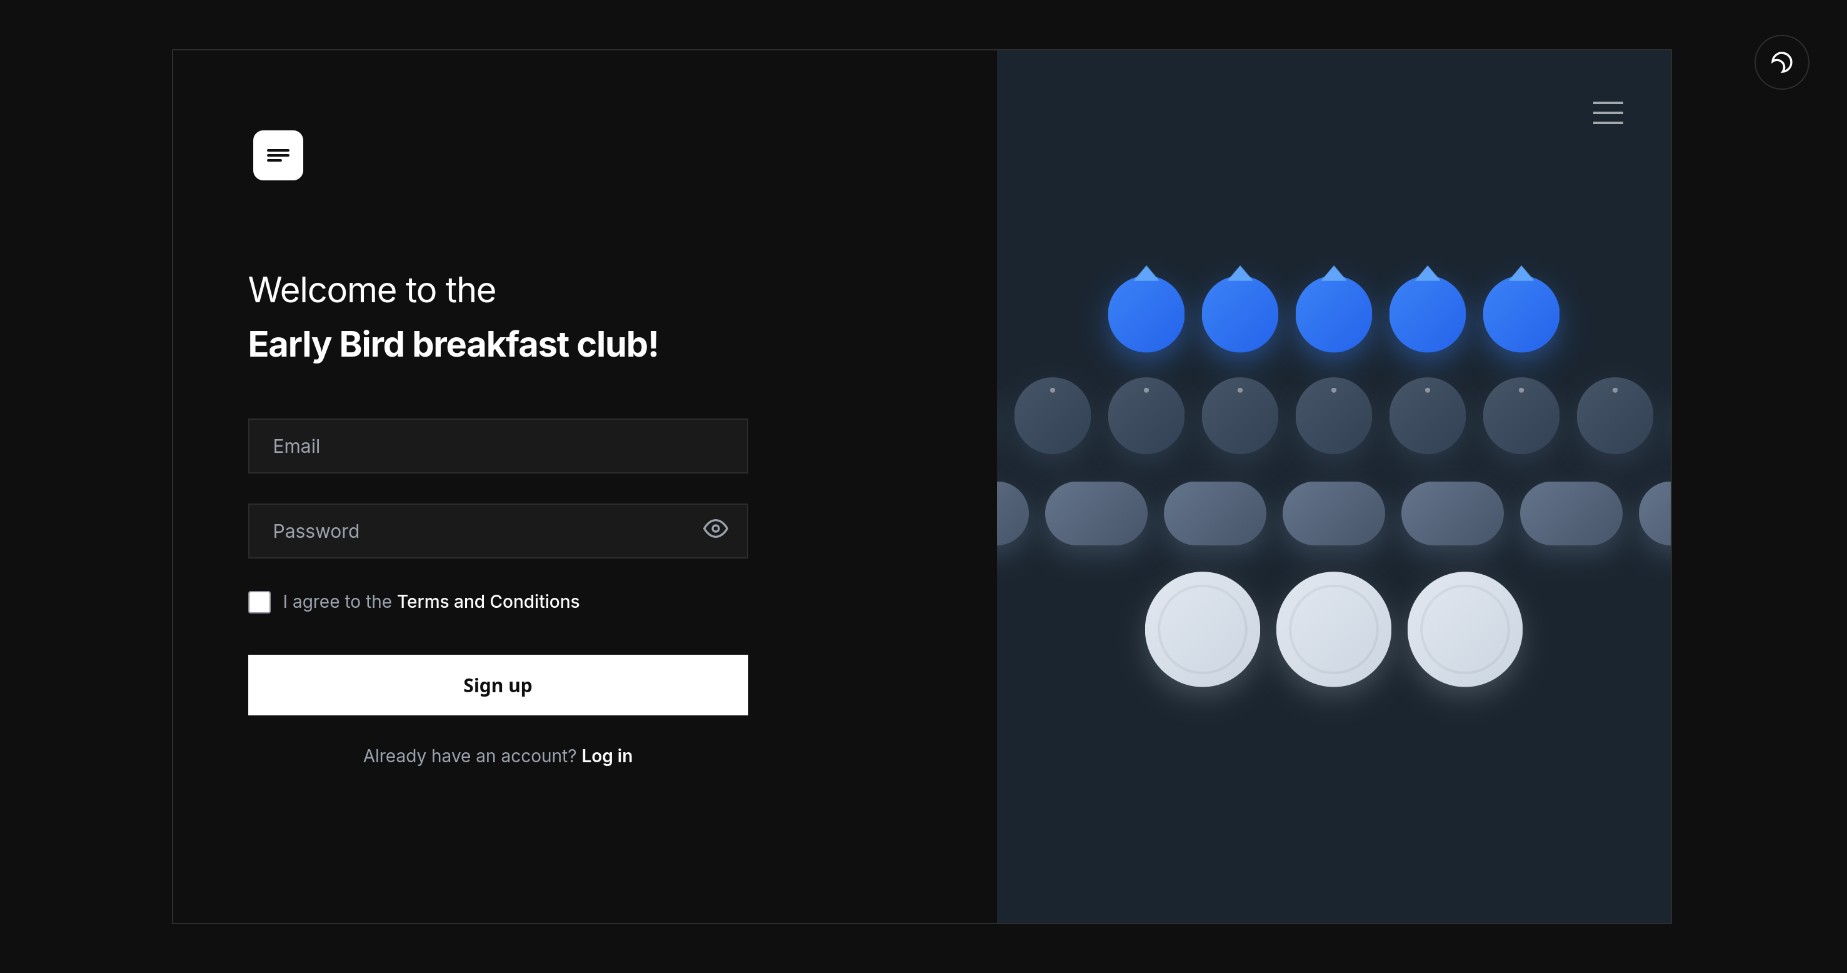 Welcome to the
Early Bird breakfast club!
Email
Password
I agree to the Terms and Conditions
Sign up
Already have an account? Log in